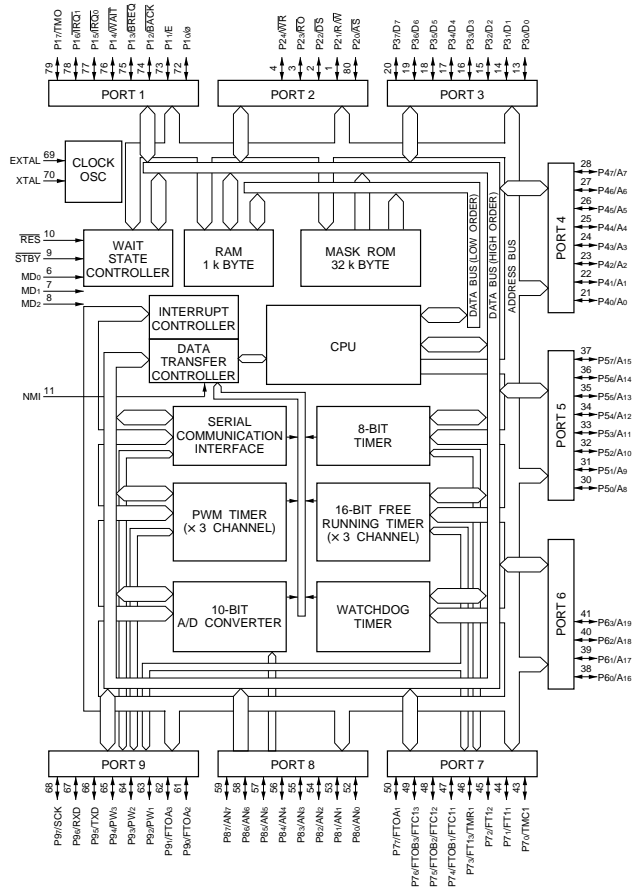 P17/TMO
P16/IRQ1
P15/IRQ0
P14/WAIT
P13/BREQ
P12/BACK
P11/E
P10/ø
P24/WR
P23/RO
P22/DS
P21/R/W
P20/AS
P37/D7
P36/D6
P35/D5
P34/D4
P33/D3
P32/D2
P31/D1
P30/D0
79
78
77
76
75
74
73
72
4
3
2
1
80
20
19
18
17
16
15
14
13
PORT 1
PORT 2
PORT 3
EXTAL 69
XTAL 70
CLOCK
OSC
RES 10
STBY 9
MD0 6
MD1 7
MD2 8
WAIT
STATE
CONTROLLER
RAM
1 k BYTE
MASK ROM
32 k BYTE
DATA BUS (LOW ORDER)
DATA BUS (HIGH ORDER)
ADDRESS BUS
PORT 4
28 P47/A7
27 P46/A6
26 P45/A5
25 P44/A4
24 P43/A3
23 P42/A2
22 P41/A1
21 P40/A0
INTERRUPT
CONTROLLER
DATA
TRANSFER
CONTROLLER
CPU
NMI 11
PORT 5
37 P57/A15
36 P56/A14
35 P55/A13
34 P54/A12
33 P53/A11
32 P52/A10
31 P51/A9
30 P50/A8
SERIAL
COMMUNICATION
INTERFACE
8-BIT
TIMER
PWM TIMER
(× 3 CHANNEL)
16-BIT FREE
RUNNING TIMER
(× 3 CHANNEL)
10-BIT
A/D CONVERTER
WATCHDOG
TIMER
PORT 6
41 P63/A19
40 P62/A18
39 P61/A17
38 P60/A16
PORT 9
PORT 8
PORT 7
68
67
66
65
64
63
62
61
59
58
57
56
55
54
53
52
50
49
48
47
46
45
44
43
P97/SCK
P96/RXD
P95/TXD
P94/PW3
P93/PW2
P92/PW1
P91/FTOA3
P90/FTOA2
P87/AN7
P86/AN6
P85/AN5
P84/AN4
P83/AN3
P82/AN2
P81/AN1
P80/AN0
P77/FTOA1
P76/FTOB3/FTC13
P75/FTOB2/FTC12
P74/FTOB1/FTC11
P73/FT13/TMR1
P72/FT12
P71/FT11
P70/TMC1